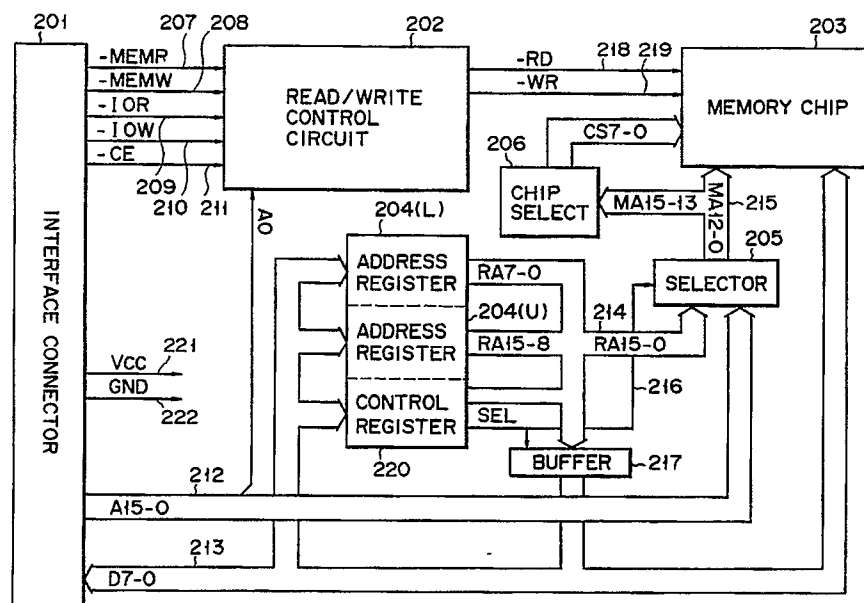 201
202
203
207
208
-MEMR
-MEMW
-IOR
-IOW
-CE
209
210
211
READ/WRITE
CONTROL
CIRCUIT
-RD
218
219
-WR
MEMORY CHIP
CS7-0
206
CHIP
SELECT
MA15-13
MA12-0
215
205
SELECTOR
A0
204(L)
ADDRESS
REGISTER
RA7-0
204(U)
ADDRESS
REGISTER
RA15-8
214
RA15-0
216
CONTROL
REGISTER
SEL
220
BUFFER
217
INTERFACE CONNECTOR
VCC
221
GND
222
212
A15-0
213
D7-0